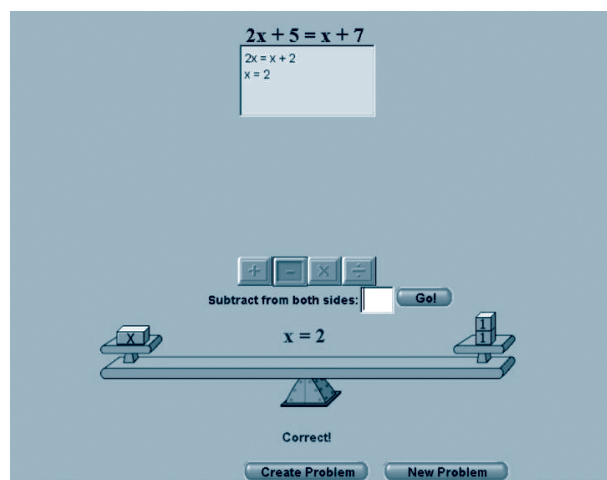 2x + 5 = x + 7
2x = x + 2
x = 2
+ − × ÷
Subtract from both sides: Go!
x = 2
X
1
1
Correct!
Create Problem New Problem